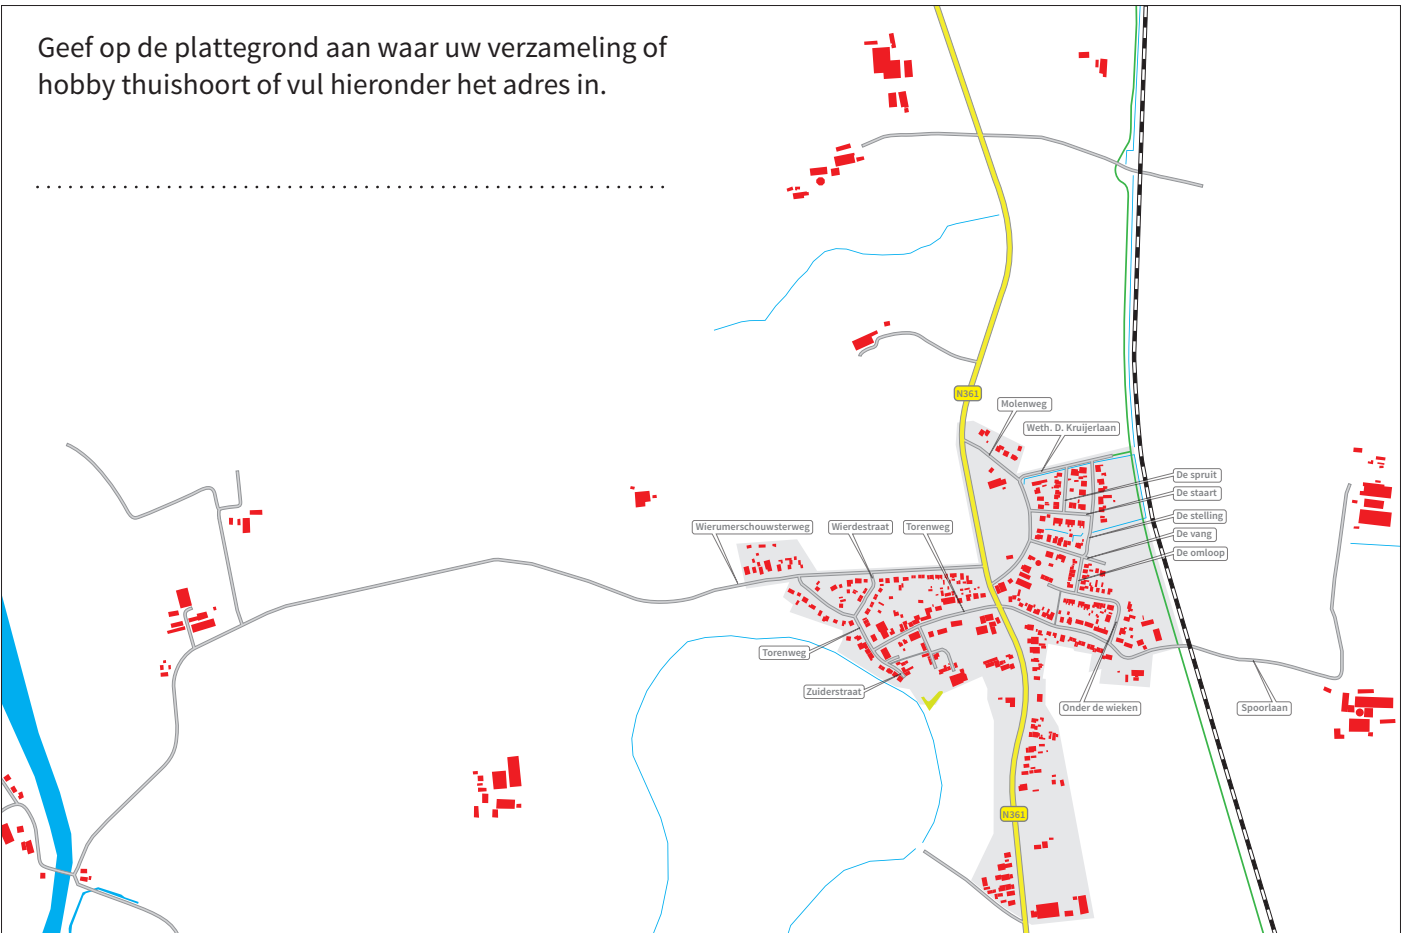 Geef op de plattegrond aan waar uw verzameling of
hobby thuishoort of vul hieronder het adres in.
N361
Molenweg
Weth. D. Kruijerlaan
De spruit
De staart
De stelling
De vang
De omloop
Wierumerschouwsterweg
Wierdestraat
Torenweg
Torenweg
Zuiderstraat
Onder de wieken
Spoorlaan
N361